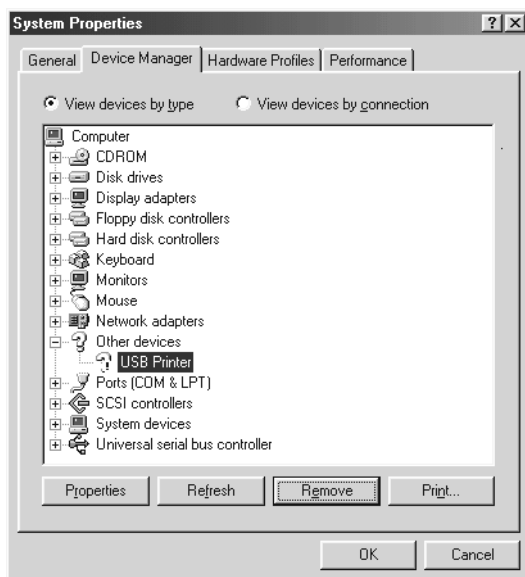 System Properties
General Device Manager Hardware Profiles Performance
View devices by type View devices by connection
Computer
CDROM
Disk drives
Display adapters
Floppy disk controllers
Hard disk controllers
Keyboard
Monitors
Mouse
Network adapters
Other devices
USB Printer
Ports (COM & LPT)
SCSI controllers
System devices
Universal serial bus controller
Properties Refresh Remove Print...
OK Cancel